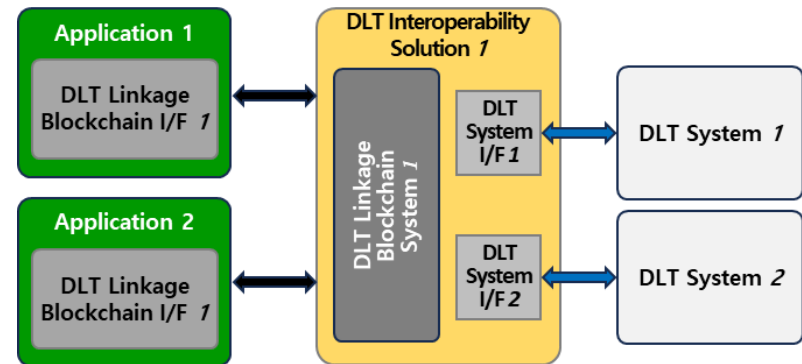 Application 1
DLT Linkage
Blockchain I/F 1
Application 2
DLT Linkage
Blockchain I/F 1
DLT Interoperability
Solution 1
DLT Linkage
Blockchain
System 1
DLT
System
I/F 1
DLT
System
I/F 2
DLT System 1
DLT System 2